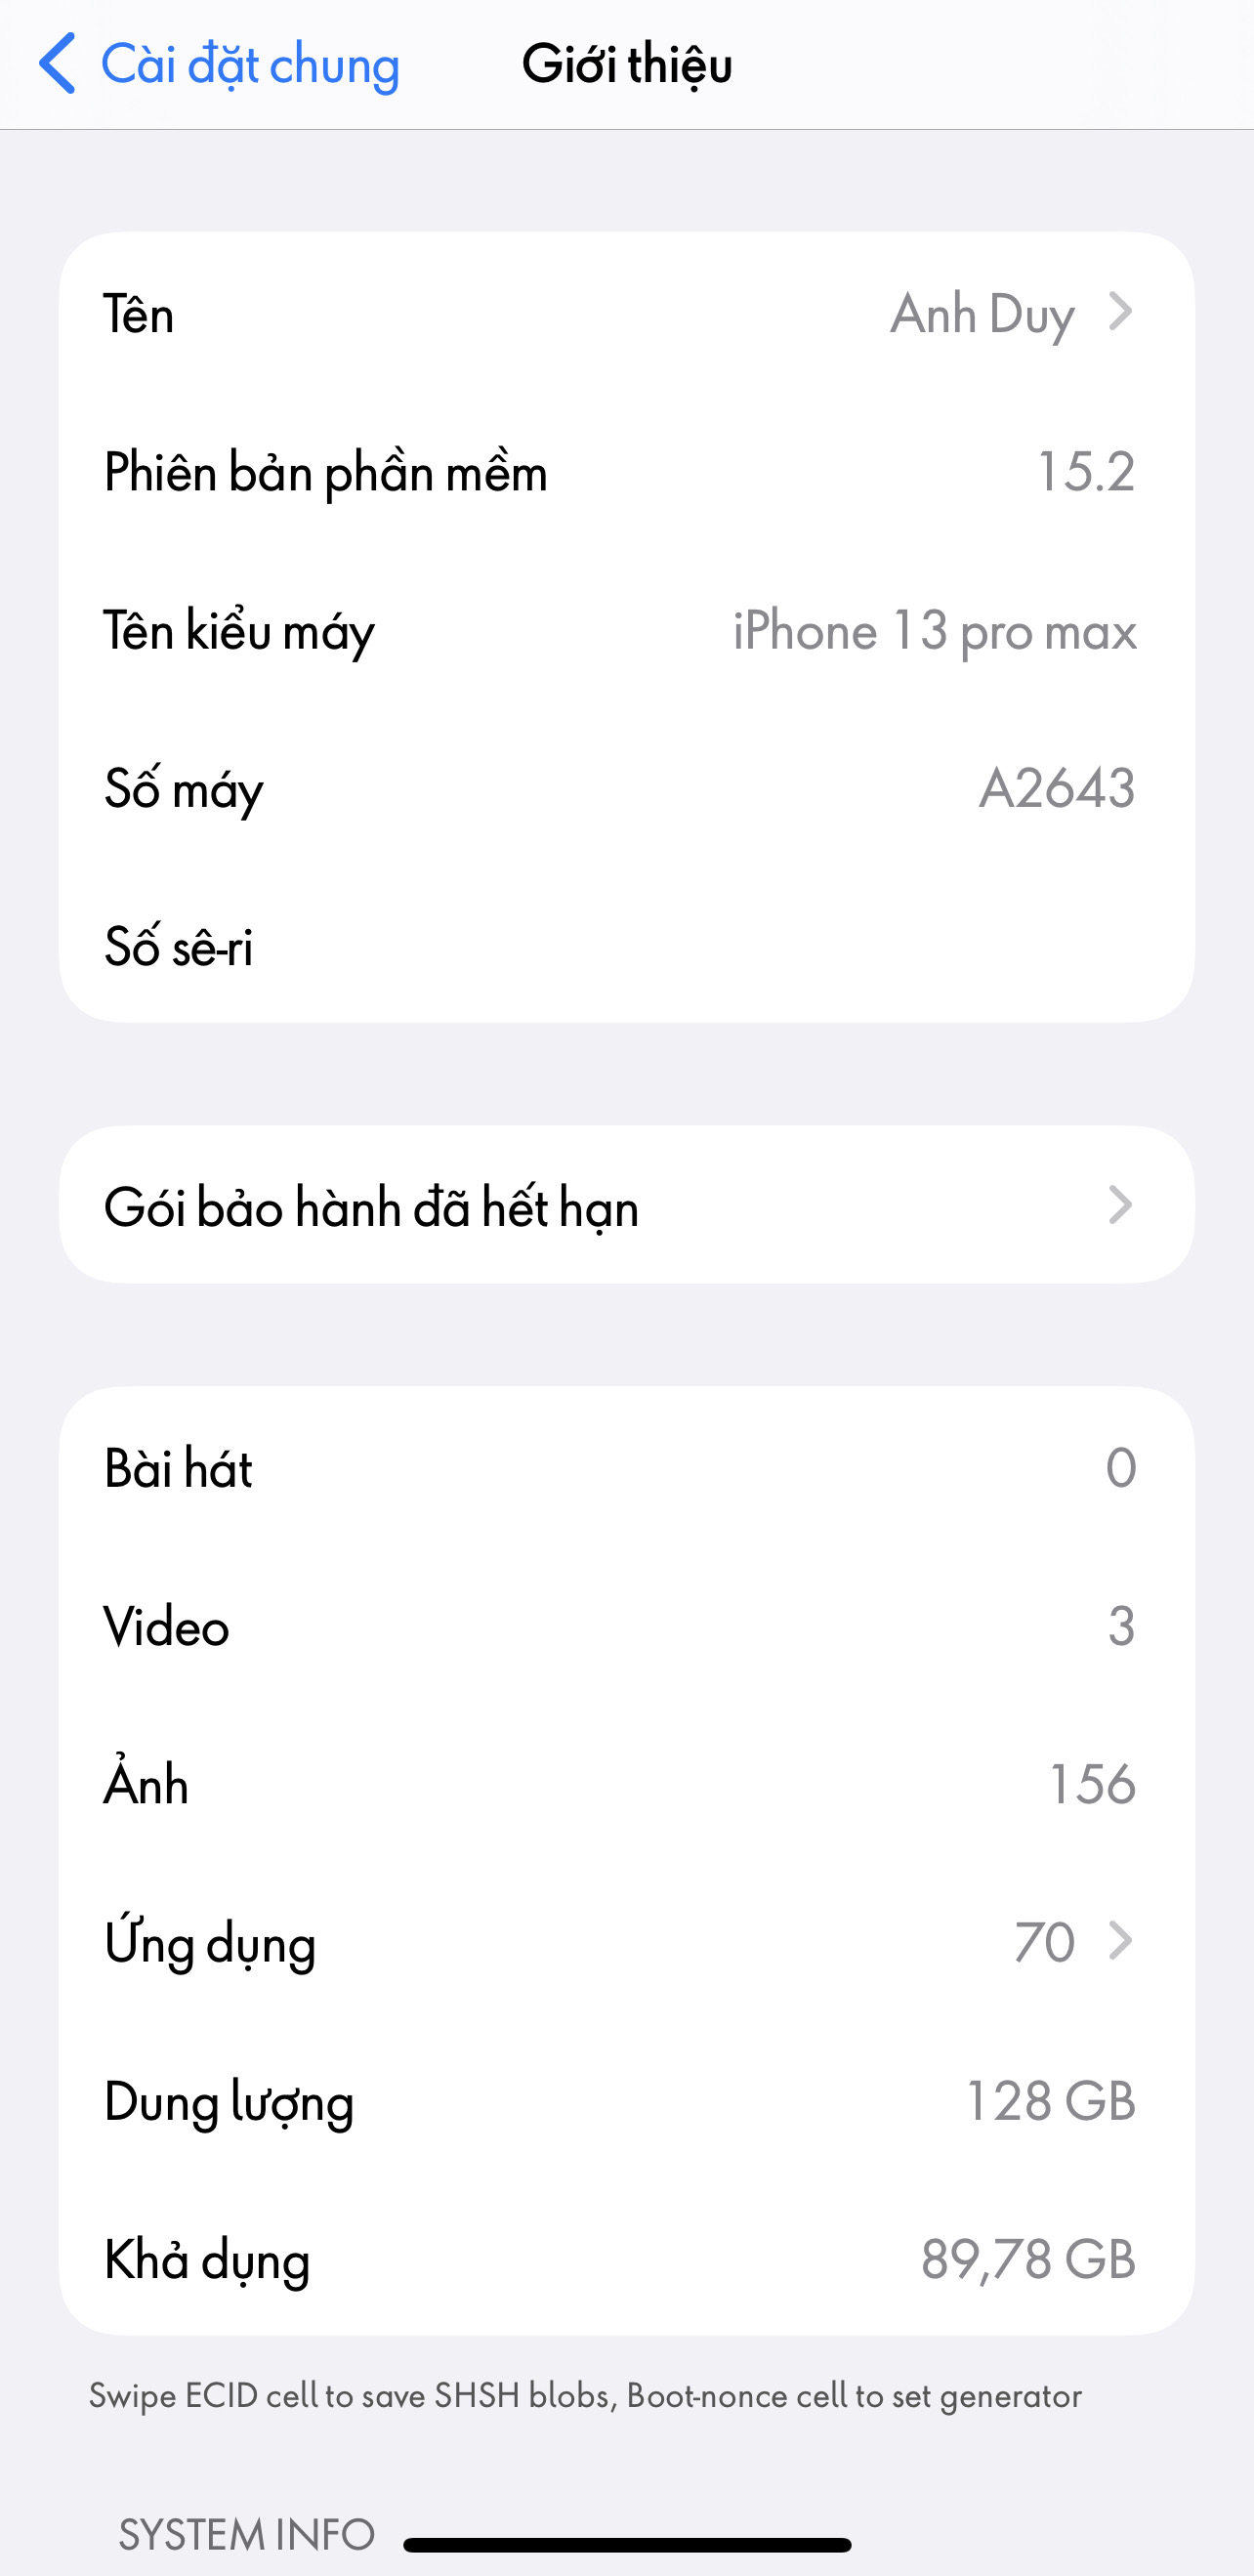 Cài đặt chung
Giới thiệu
Tên Anh Duy
Phiên bản phần mềm 15.2
Tên kiểu máy iPhone 13 pro max
Số máy A2643
Số sê-ri
Gói bảo hành đã hết hạn
Bài hát 0
Video 3
Ảnh 156
Ứng dụng 70
Dung lượng 128 GB
Khả dụng 89,78 GB
Swipe ECID cell to save SHSH blobs, Boot-nonce cell to set generator
SYSTEM INFO